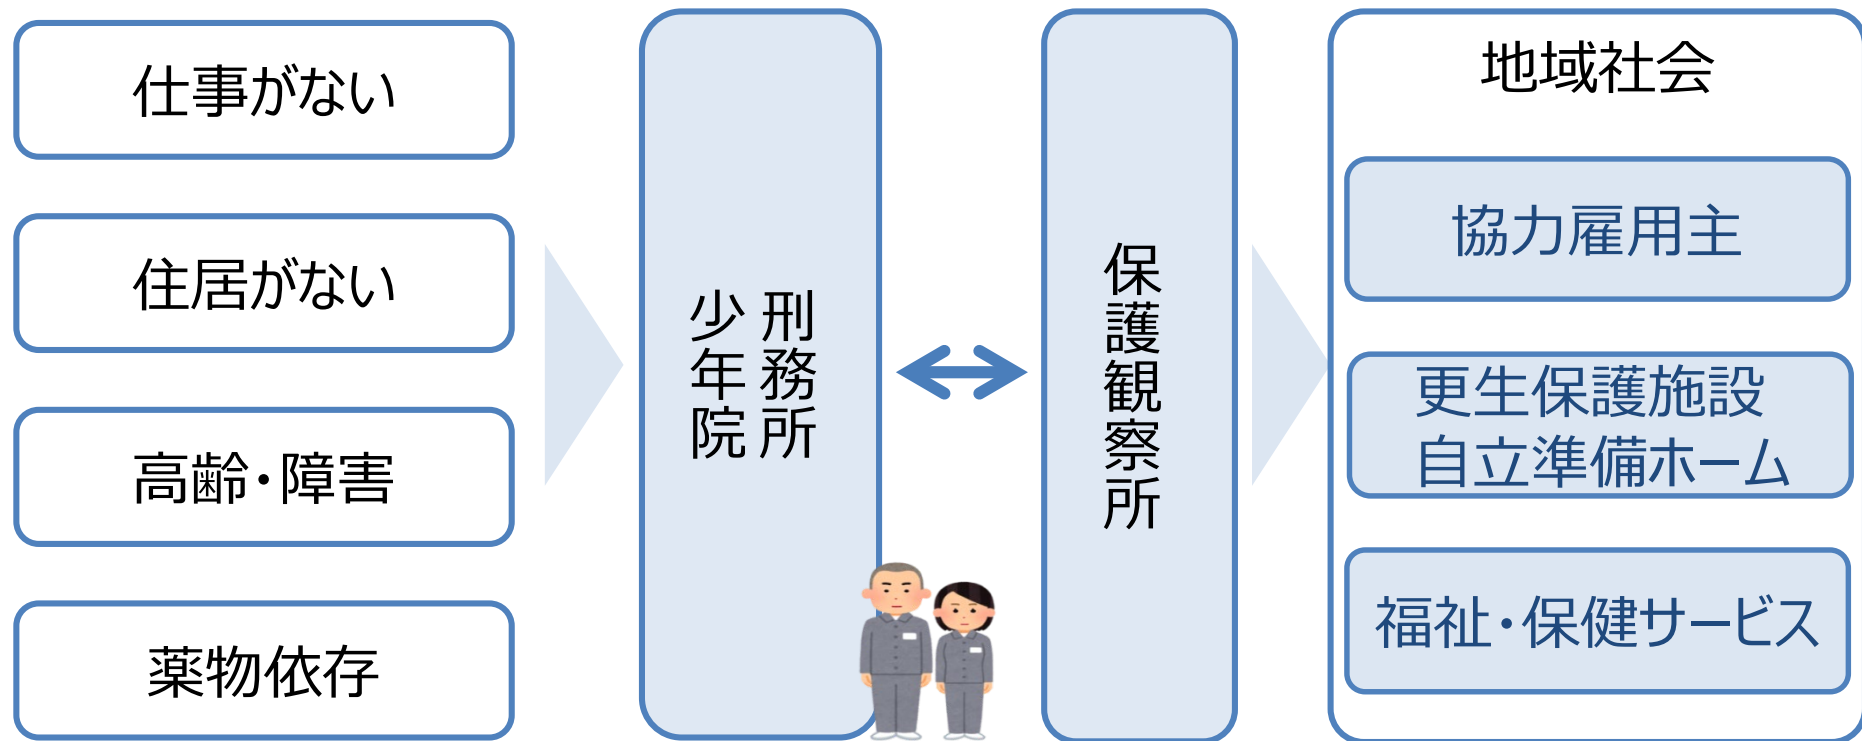 仕事がない
住居がない
高齢・障害
薬物依存
刑務所
少年院
保護観察所
地域社会
協力雇用主
更生保護施設
自立準備ホーム
福祉・保健サービス